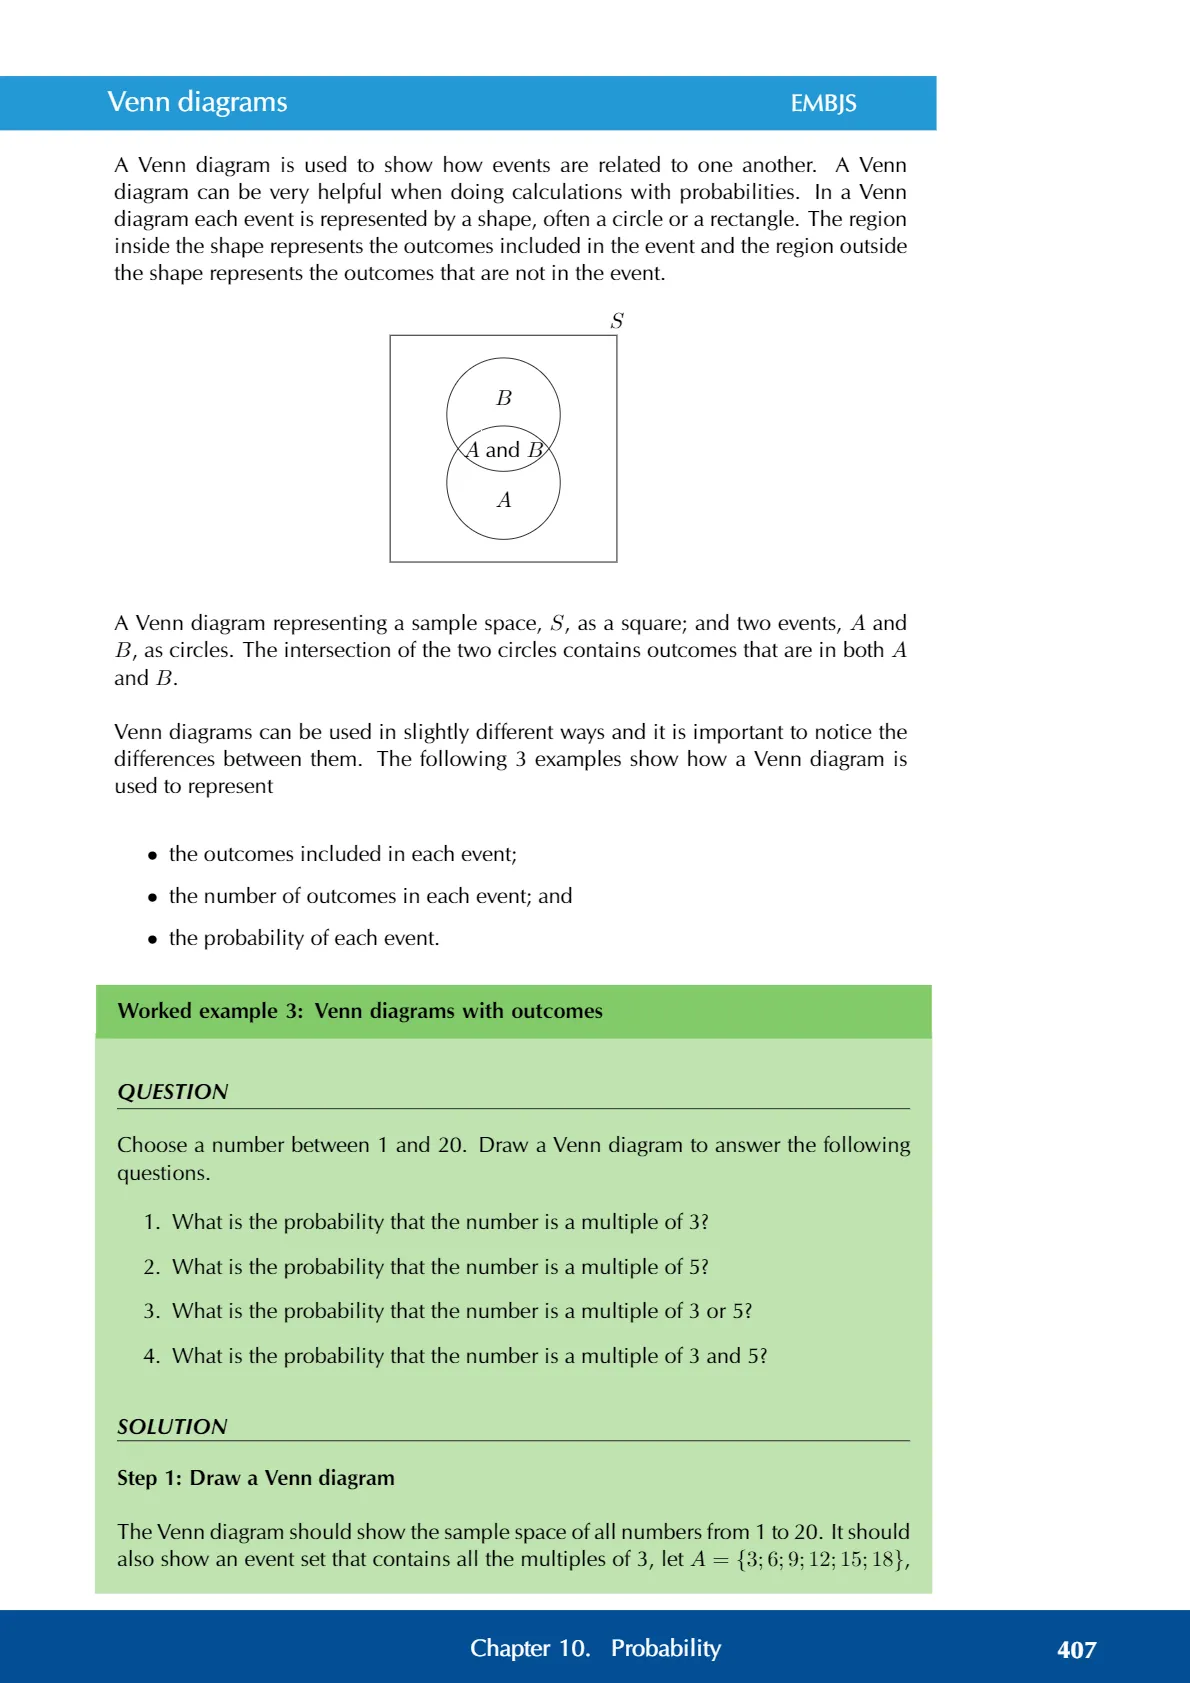 Venn diagrams EMBJS
A Venn diagram is used to show how events are related to one another. A Venn
diagram can be very helpful when doing calculations with probabilities. In a Venn
diagram each event is represented by a shape, often a circle or a rectangle. The region
inside the shape represents the outcomes included in the event and the region outside
the shape represents the outcomes that are not in the event.
S
B
A and B
A
A Venn diagram representing a sample space, S, as a square; and two events, A and
B, as circles. The intersection of the two circles contains outcomes that are in both A
and B.
Venn diagrams can be used in slightly different ways and it is important to notice the
differences between them. The following 3 examples show how a Venn diagram is
used to represent
• the outcomes included in each event;
• the number of outcomes in each event; and
• the probability of each event.
Worked example 3: Venn diagrams with outcomes
QUESTION
Choose a number between 1 and 20. Draw a Venn diagram to answer the following
questions.
1. What is the probability that the number is a multiple of 3?
2. What is the probability that the number is a multiple of 5?
3. What is the probability that the number is a multiple of 3 or 5?
4. What is the probability that the number is a multiple of 3 and 5?
SOLUTION
Step 1: Draw a Venn diagram
The Venn diagram should show the sample space of all numbers from 1 to 20. It should
also show an event set that contains all the multiples of 3, let A = {3; 6; 9; 12; 15; 18},
Chapter 10. Probability 407